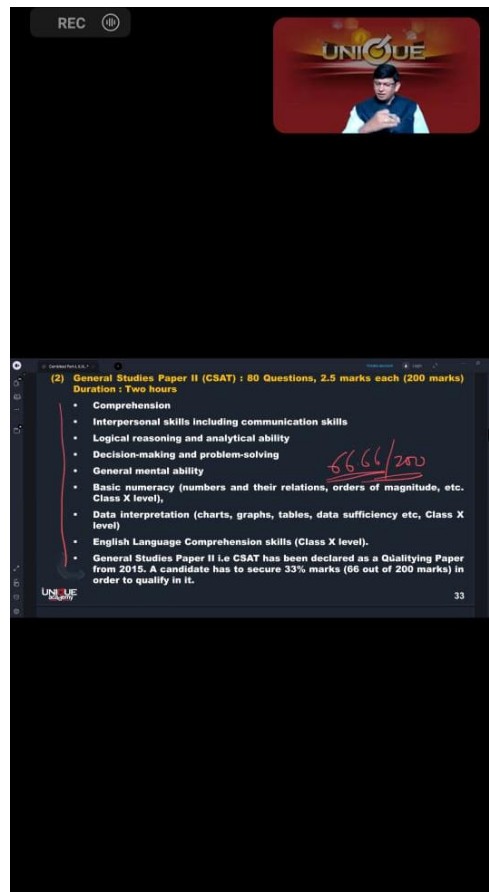 REC
UNIQUE
(2) General Studies Paper II (CSAT) : 80 Questions, 2.5 marks each (200 marks)
Duration : Two hours
• Comprehension
• Interpersonal skills including communication skills
• Logical reasoning and analytical ability
• Decision-making and problem-solving
• General mental ability
6666/200
• Basic numeracy (numbers and their relations, orders of magnitude, etc.
Class X level),
• Data interpretation (charts, graphs, tables, data sufficiency etc, Class X
level)
• English Language Comprehension skills (Class X level).
• General Studies Paper II i.e CSAT has been declared as a Qualitying Paper
from 2015. A candidate has to secure 33% marks (66 out of 200 marks) in
order to qualify in it.
UNIQUE
academy
33